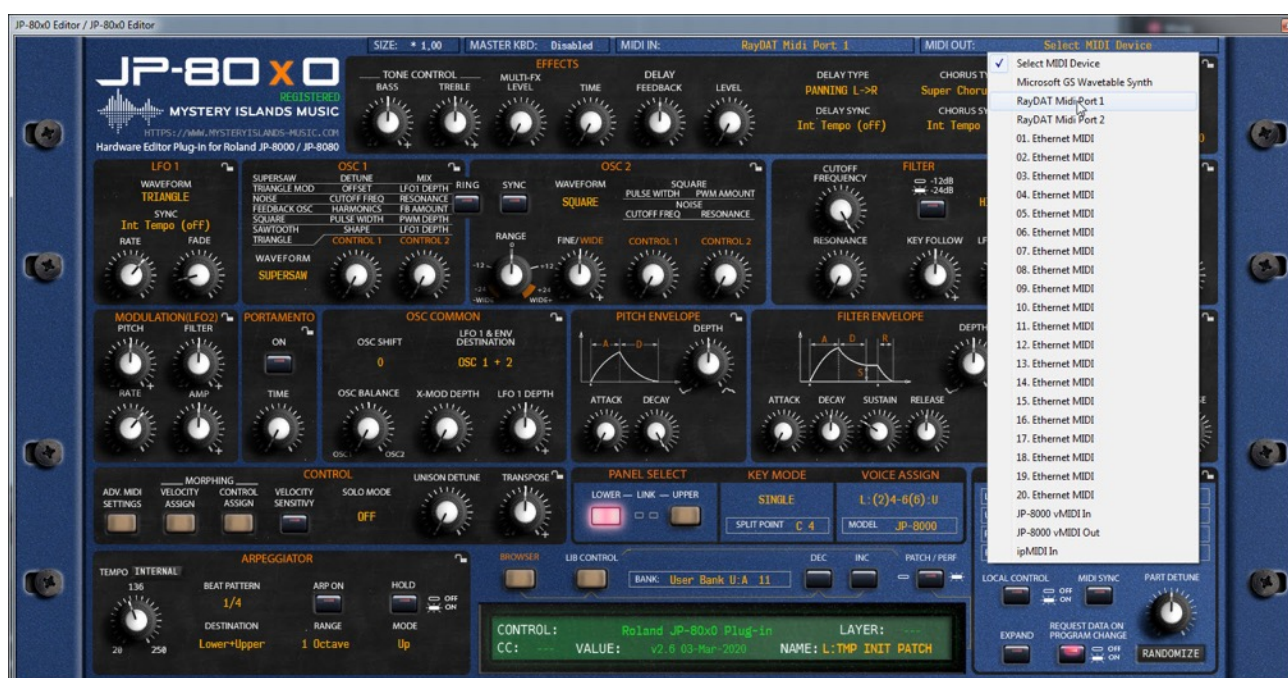 JP-80x0 Editor / JP-80x0 Editor
SIZE: * 1,00 MASTER KBD: Disabled MIDI IN: RayDAT Midi Port 1 MIDI OUT: Select MIDI Device
JP-80X0
REGISTERED
MYSTERY ISLANDS MUSIC
HTTPS://WWW.MYSTERYISLANDS-MUSIC.COM
Hardware Editor Plug-In for Roland JP-8000 / JP-8080
EFFECTS
TONE CONTROL
BASS TREBLE
MULTI-FX
LEVEL
DELAY
TIME FEEDBACK LEVEL
DELAY TYPE
PANNING L->R
DELAY SYNC
Int Tempo (off)
CHORUS
Super Choru
CHORUS
Int Tempo
LFO 1
WAVEFORM
TRIANGLE
SYNC
Int Tempo (off)
RATE FADE
OSC 1
SUPERSAW DETUNE MIX
TRIANGLE MOD OFFSET LFO1 DEPTH
NOISE CUTOFF FREQ RESONANCE
FEEDBACK OSC HARMONICS FB AMOUNT
SQUARE PULSE WIDTH PWM DEPTH
SAWTOOTH SHAPE LFO1 DEPTH
TRIANGLE CONTROL 1 CONTROL 2
WAVEFORM
SUPERSAW
RING SYNC
OSC 2
WAVEFORM
SQUARE
SQUARE
PULSE WITDH PWM AMOUNT
NOISE
CUTOFF FREQ RESONANCE
RANGE
0
-12 +12
-24 +24
-WIDE WIDE+
FINE/WIDE CONTROL 1 CONTROL 2
FILTER
CUTOFF
FREQUENCY
-12dB
-24dB
RESONANCE KEY FOLLOW
MODULATION(LFO2)
PITCH FILTER
RATE AMP
PORTAMENTO
ON
TIME
OSC COMMON
OSC SHIFT
0
LFO 1 & ENV
DESTINATION
OSC 1 + 2
OSC BALANCE X-MOD DEPTH LFO 1 DEPTH
OSC1 OSC2
PITCH ENVELOPE
A D
DEPTH
ATTACK DECAY
FILTER ENVELOPE
A D R
S
DEPTH
ATTACK DECAY SUSTAIN RELEASE
CONTROL
MORPHING
ADV. MIDI
SETTINGS
VELOCITY
ASSIGN
CONTROL
ASSIGN
VELOCITY
SENSITIVY
SOLO MODE
OFF
UNISON DETUNE TRANSPOSE
PANEL SELECT
LOWER — LINK — UPPER
KEY MODE
SINGLE
SPLIT POINT C 4
VOICE ASSIGN
L:(2)4-6(6):U
MODEL JP-8000
ARPEGGIATOR
TEMPO INTERNAL
136
20 250
BEAT PATTERN
1/4
DESTINATION
Lower+Upper
ARP ON
RANGE
1 Octave
HOLD
OFF
ON
MODE
Up
BROWSER LIB CONTROL
BANK: User Bank U:A 11
DEC INC PATCH / PERF
CONTROL: Roland JP-80x0 Plug-in LAYER: ---
CC: --- VALUE: v2.6 03-Mar-2020 NAME: L:TMP INIT PATCH
Select MIDI Device
Microsoft GS Wavetable Synth
RayDAT Midi Port 1
RayDAT Midi Port 2
01. Ethernet MIDI
02. Ethernet MIDI
03. Ethernet MIDI
04. Ethernet MIDI
05. Ethernet MIDI
06. Ethernet MIDI
07. Ethernet MIDI
08. Ethernet MIDI
09. Ethernet MIDI
10. Ethernet MIDI
11. Ethernet MIDI
12. Ethernet MIDI
13. Ethernet MIDI
14. Ethernet MIDI
15. Ethernet MIDI
16. Ethernet MIDI
17. Ethernet MIDI
18. Ethernet MIDI
19. Ethernet MIDI
20. Ethernet MIDI
JP-8000 vMIDI In
JP-8000 vMIDI Out
ipMIDI In
LOCAL CONTROL
OFF
ON
MIDI SYNC PART DETUNE
EXPAND
REQUEST DATA ON
PROGRAM CHANGE
OFF
ON
RANDOMIZE